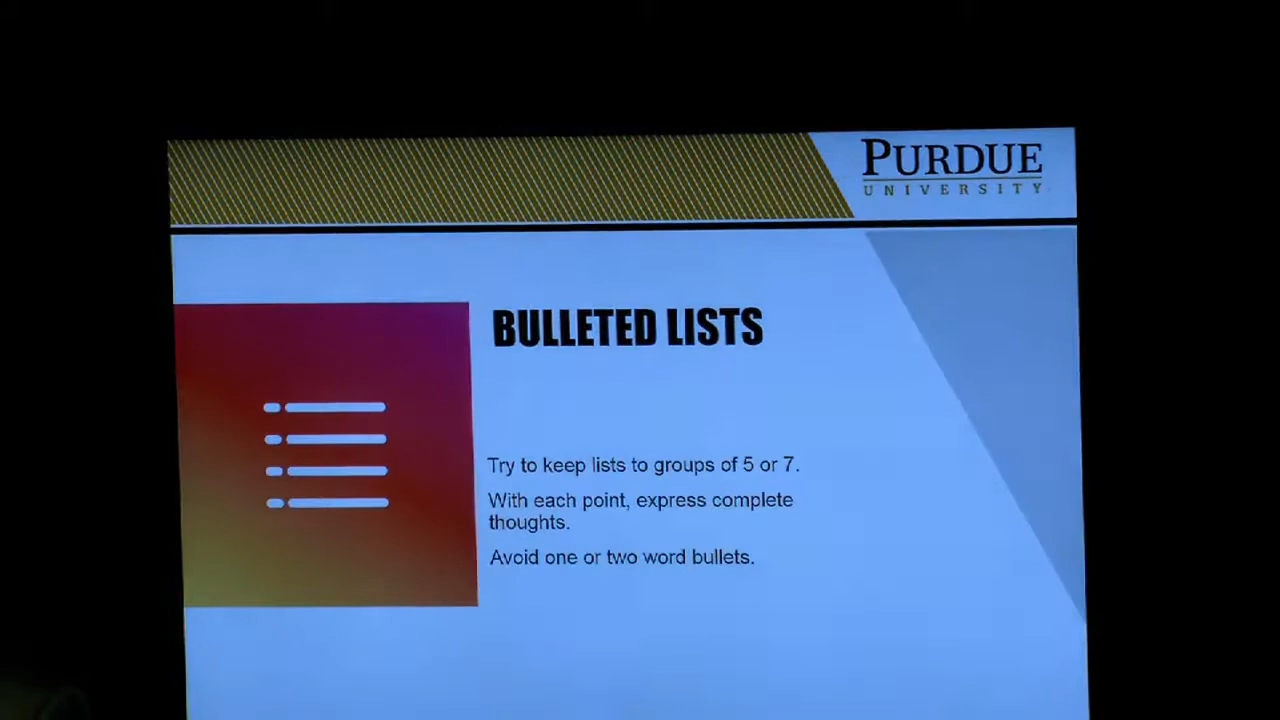 PURDUE
UNIVERSITY
BULLETED LISTS
Try to keep lists to groups of 5 or 7.
With each point, express complete
thoughts.
Avoid one or two word bullets.